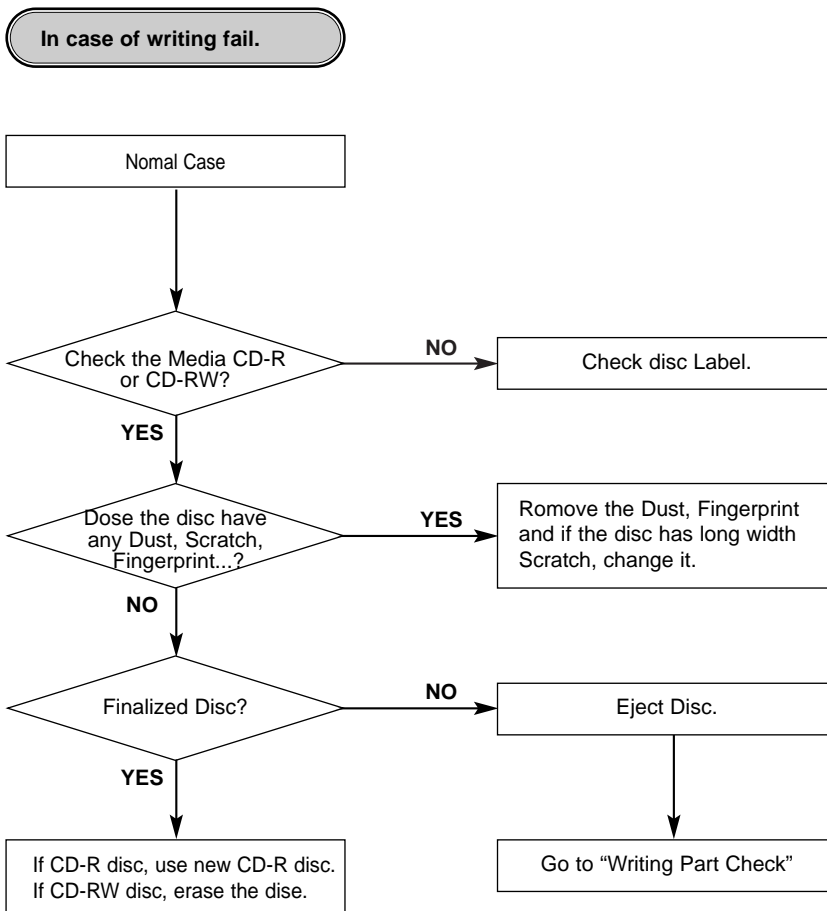 In case of writing fail.
Nomal Case
Check the Media CD-R
or CD-RW?
NO
Check disc Label.
YES
Dose the disc have
any Dust, Scratch,
Fingerprint...?
YES
Romove the Dust, Fingerprint
and if the disc has long width
Scratch, change it.
NO
Finalized Disc?
NO
Eject Disc.
YES
If CD-R disc, use new CD-R disc.
If CD-RW disc, erase the dise.
Go to “Writing Part Check”